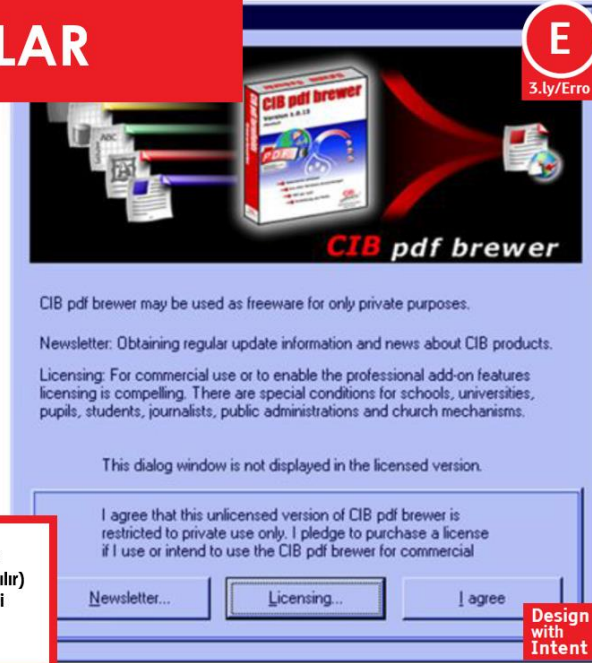 LAR
E
3.ly/Erro
CIB pdf brewer
CIB pdf brewer
CIB pdf brewer may be used as freeware for only private purposes.
Newsletter: Obtaining regular update information and news about CIB products.
Licensing: For commercial use or to enable the professional add-on features
licensing is compelling. There are special conditions for schools, universities,
pupils, students, journalists, public administrations and church mechanisms.
This dialog window is not displayed in the licensed version.
I agree that this unlicensed version of CIB pdf brewer is
restricted to private use only. I pledge to purchase a license
if I use or intend to use the CIB pdf brewer for commercial
ılır)
i
Newsletter...
Licensing...
I agree
Design
with
Intent